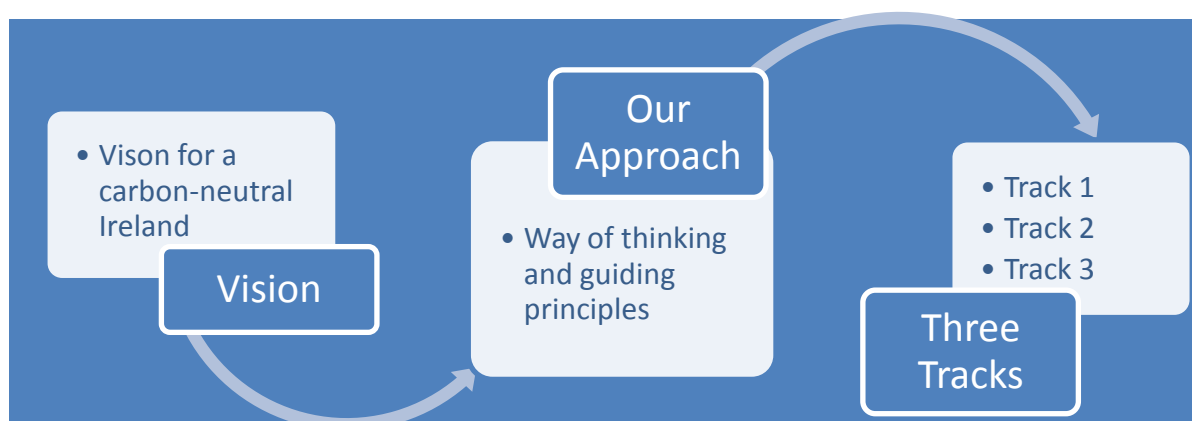 • Vison for a
carbon-neutral
Ireland
Vision
Our
Approach
• Way of thinking
and guiding
principles
• Track 1
• Track 2
• Track 3
Three
Tracks